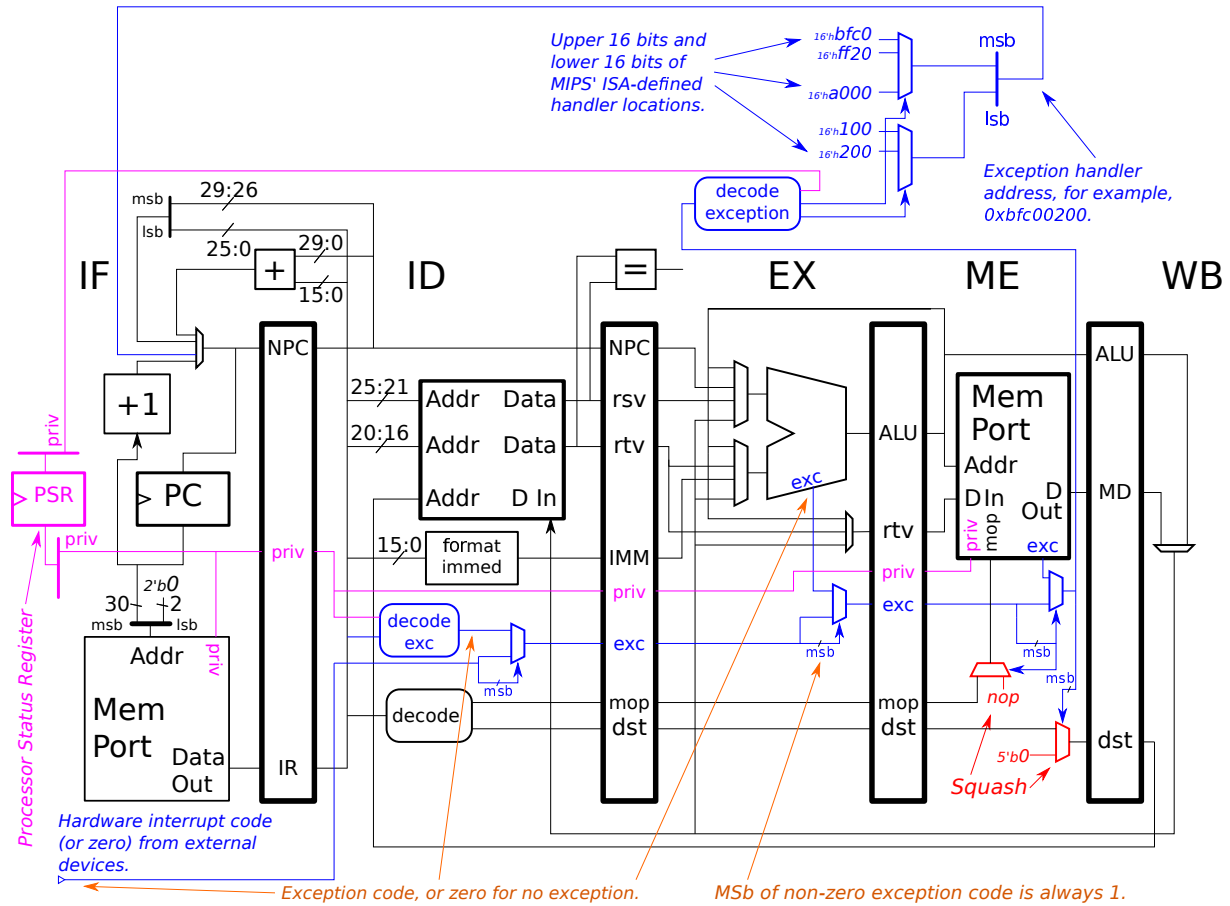 Upper 16 bits and
lower 16 bits of
MIPS' ISA-defined
handler locations.
16'hbfc0
16'hff20
16'ha000
16'h100
16'h200
msb
lsb
Exception handler
address, for example,
0xbfc00200.
decode
exception
29:26
msb
lsb
25:0
29:0
15:0
+
=
IF
ID
EX
ME
WB
NPC
NPC
ALU
+1
priv
PSR
PC
priv
2'b0
30
2
msb
lsb
Addr
priv
Mem
Port
Data
Out
priv
IR
25:21
20:16
Addr
Data
Addr
Data
Addr
D In
15:0
format
immed
decode
exc
msb
decode
rsv
rtv
IMM
priv
exc
mop
dst
exc
msb
ALU
rtv
priv
exc
mop
dst
Mem
Port
Addr
D In
D
Out
priv
mop
exc
msb
msb
nop
5'b0
Squash
MD
dst
Processor Status Register
Hardware interrupt code
(or zero) from external
devices.
Exception code, or zero for no exception.
MSb of non-zero exception code is always 1.